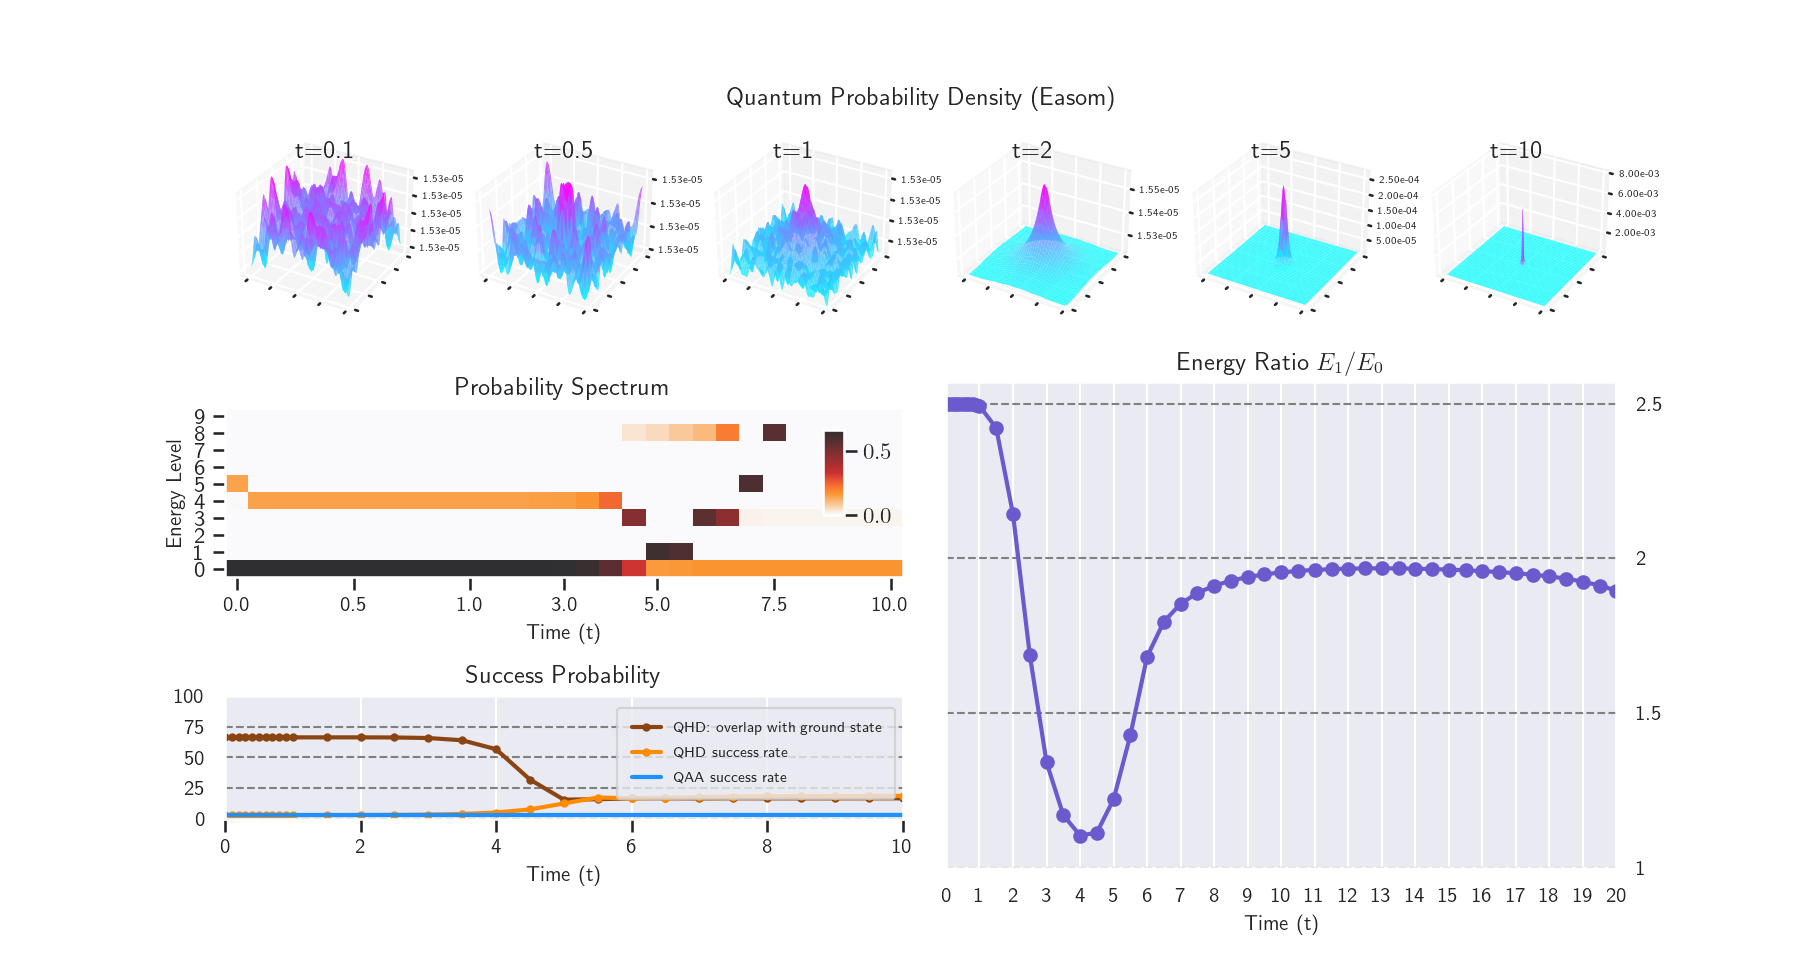 Quantum Probability Density (Easom)
t=0.1
t=0.5
t=1
t=2
t=5
t=10
1.53e-05
1.53e-05
1.53e-05
1.53e-05
1.53e-05
1.53e-05
1.53e-05
1.53e-05
1.53e-05
1.53e-05
1.53e-05
1.53e-05
1.53e-05
1.55e-05
1.54e-05
1.53e-05
2.50e-04
2.00e-04
1.50e-04
1.00e-04
5.00e-05
8.00e-03
6.00e-03
4.00e-03
2.00e-03
Probability Spectrum
Energy Level
9
8
7
6
5
4
3
2
1
0
0.5
0.0
0.0 0.5 1.0 3.0 5.0 7.5 10.0
Time (t)
Success Probability
100
75
50
25
0
QHD: overlap with ground state
QHD success rate
QAA success rate
0 2 4 6 8 10
Time (t)
Energy Ratio E₁/E₀
2.5
2
1.5
1
0 1 2 3 4 5 6 7 8 9 10 11 12 13 14 15 16 17 18 19 20
Time (t)